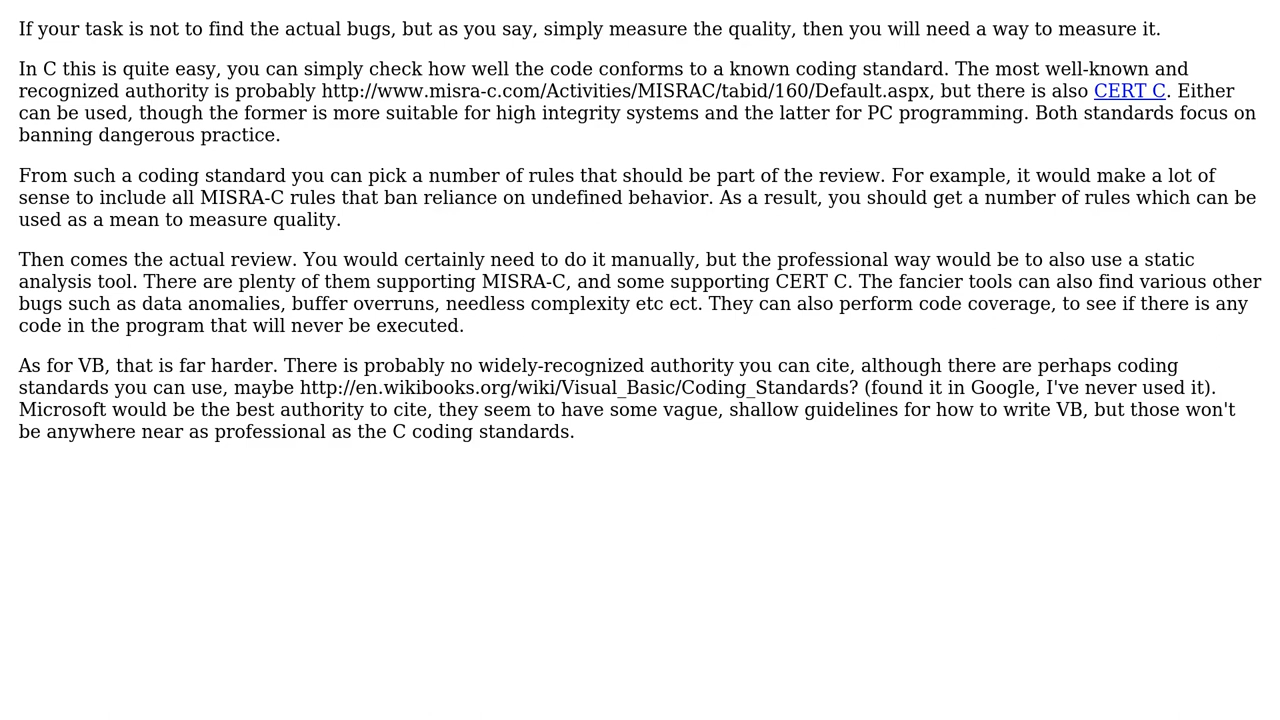 If your task is not to find the actual bugs, but as you say, simply measure the quality, then you will need a way to measure it.
In C this is quite easy, you can simply check how well the code conforms to a known coding standard. The most well-known and
recognized authority is probably http://www.misra-c.com/Activities/MISRAC/tabid/160/Default.aspx, but there is also CERT C. Either
can be used, though the former is more suitable for high integrity systems and the latter for PC programming. Both standards focus on
banning dangerous practice.
From such a coding standard you can pick a number of rules that should be part of the review. For example, it would make a lot of
sense to include all MISRA-C rules that ban reliance on undefined behavior. As a result, you should get a number of rules which can be
used as a mean to measure quality.
Then comes the actual review. You would certainly need to do it manually, but the professional way would be to also use a static
analysis tool. There are plenty of them supporting MISRA-C, and some supporting CERT C. The fancier tools can also find various other
bugs such as data anomalies, buffer overruns, needless complexity etc ect. They can also perform code coverage, to see if there is any
code in the program that will never be executed.
As for VB, that is far harder. There is probably no widely-recognized authority you can cite, although there are perhaps coding
standards you can use, maybe http://en.wikibooks.org/wiki/Visual_Basic/Coding_Standards? (found it in Google, I've never used it).
Microsoft would be the best authority to cite, they seem to have some vague, shallow guidelines for how to write VB, but those won't
be anywhere near as professional as the C coding standards.